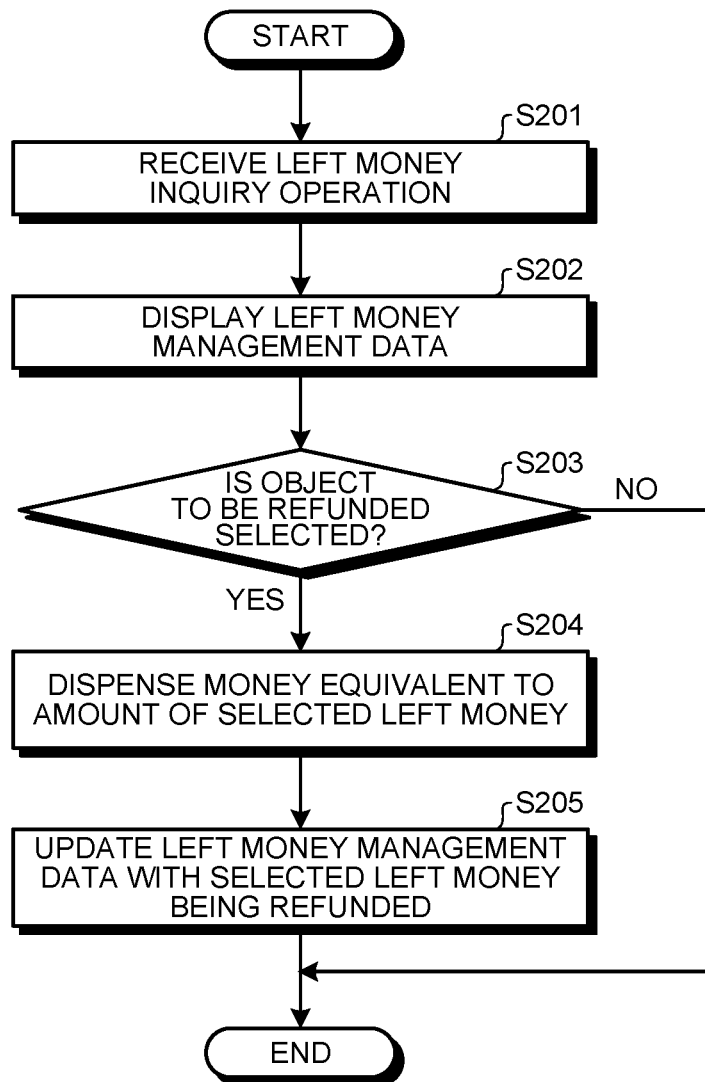 START
S201
RECEIVE LEFT MONEY
INQUIRY OPERATION
S202
DISPLAY LEFT MONEY
MANAGEMENT DATA
S203
IS OBJECT
TO BE REFUNDED
SELECTED?
NO
YES
S204
DISPENSE MONEY EQUIVALENT TO
AMOUNT OF SELECTED LEFT MONEY
S205
UPDATE LEFT MONEY MANAGEMENT
DATA WITH SELECTED LEFT MONEY
BEING REFUNDED
END